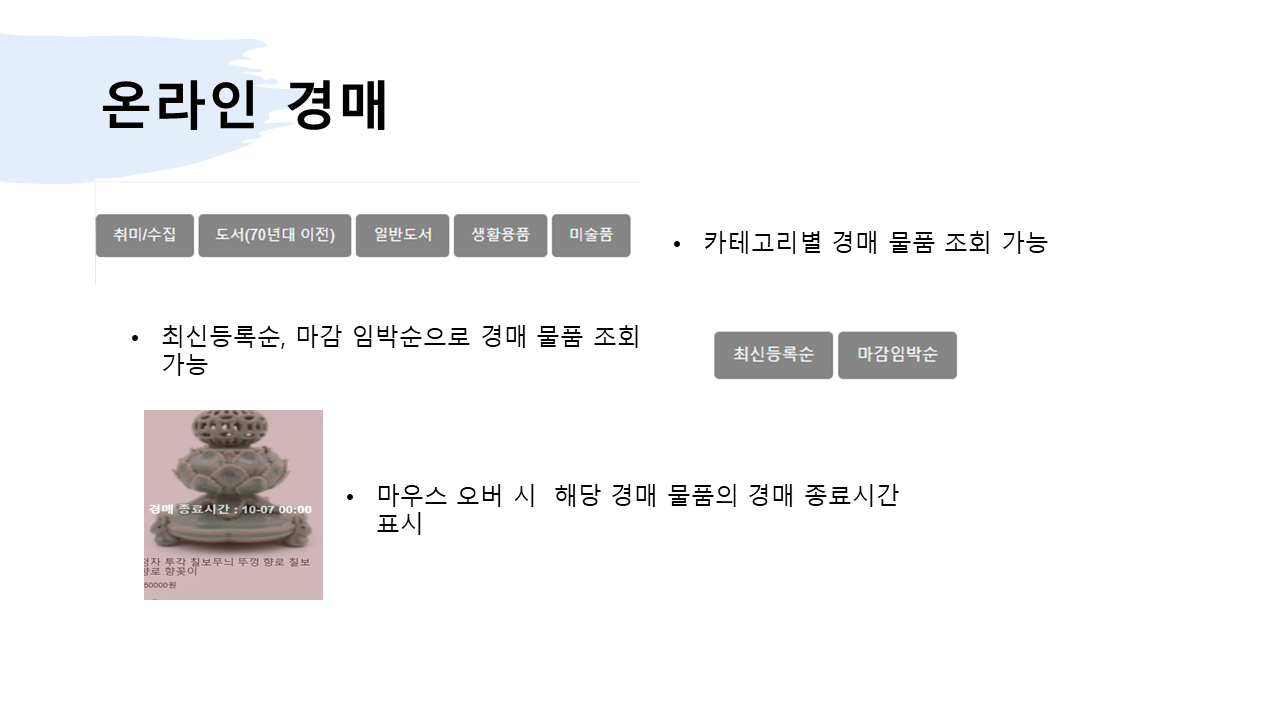 온라인 경매
취미/수집 도서(70년대 이전) 일반도서 생활용품 미술품
• 카테고리별 경매 물품 조회 가능
• 최신등록순, 마감 임박순으로 경매 물품 조회
가능
최신등록순 마감임박순
경매 종료시간 : 10-07 00:00
청자 투각 칠보무늬 뚜껑 향로 칠보
향로 향꽂이
50000원
• 마우스 오버 시 해당 경매 물품의 경매 종료시간
표시